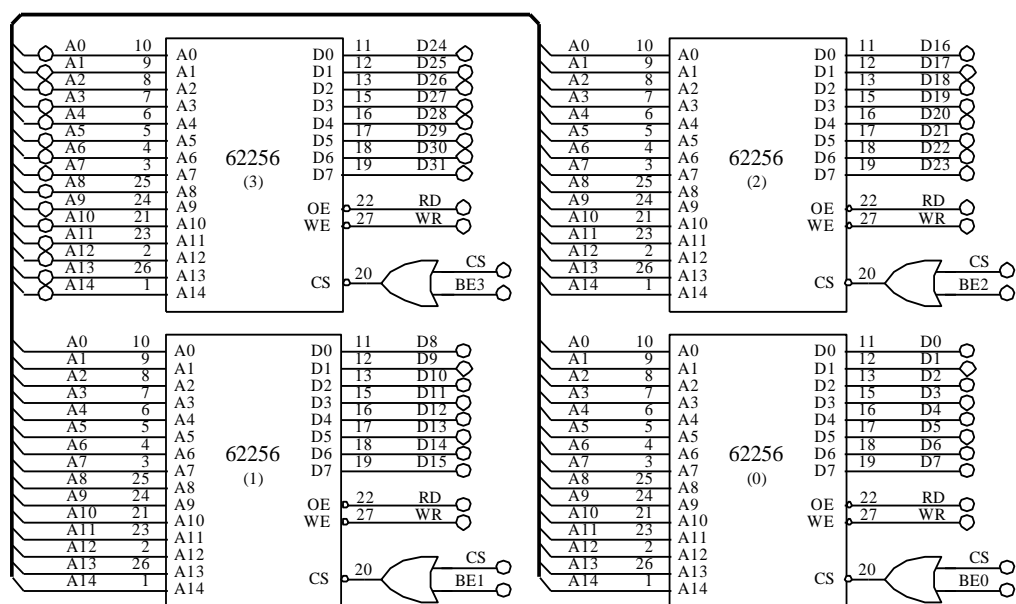 A0 10 A0 D0 11 D24
A1 9 A1 D1 12 D25
A2 8 A2 D2 13 D26
A3 7 A3 D3 15 D27
A4 6 A4 D4 16 D28
A5 5 A5 D5 17 D29
A6 4 A6 62256 D6 18 D30
A7 3 A7 (3) D7 19 D31
A8 25 A8
A9 24 A9 OE 22 RD
A10 21 A10 WE 27 WR
A11 23 A11
A12 2 A12
A13 26 A13 CS 20 CS
A14 1 A14 BE3
A0 10 A0 D0 11 D16
A1 9 A1 D1 12 D17
A2 8 A2 D2 13 D18
A3 7 A3 D3 15 D19
A4 6 A4 D4 16 D20
A5 5 A5 D5 17 D21
A6 4 A6 62256 D6 18 D22
A7 3 A7 (2) D7 19 D23
A8 25 A8
A9 24 A9 OE 22 RD
A10 21 A10 WE 27 WR
A11 23 A11
A12 2 A12
A13 26 A13 CS 20 CS
A14 1 A14 BE2
A0 10 A0 D0 11 D8
A1 9 A1 D1 12 D9
A2 8 A2 D2 13 D10
A3 7 A3 D3 15 D11
A4 6 A4 D4 16 D12
A5 5 A5 D5 17 D13
A6 4 A6 62256 D6 18 D14
A7 3 A7 (1) D7 19 D15
A8 25 A8
A9 24 A9 OE 22 RD
A10 21 A10 WE 27 WR
A11 23 A11
A12 2 A12
A13 26 A13 CS 20 CS
A14 1 A14 BE1
A0 10 A0 D0 11 D0
A1 9 A1 D1 12 D1
A2 8 A2 D2 13 D2
A3 7 A3 D3 15 D3
A4 6 A4 D4 16 D4
A5 5 A5 D5 17 D5
A6 4 A6 62256 D6 18 D6
A7 3 A7 (0) D7 19 D7
A8 25 A8
A9 24 A9 OE 22 RD
A10 21 A10 WE 27 WR
A11 23 A11
A12 2 A12
A13 26 A13 CS 20 CS
A14 1 A14 BE0